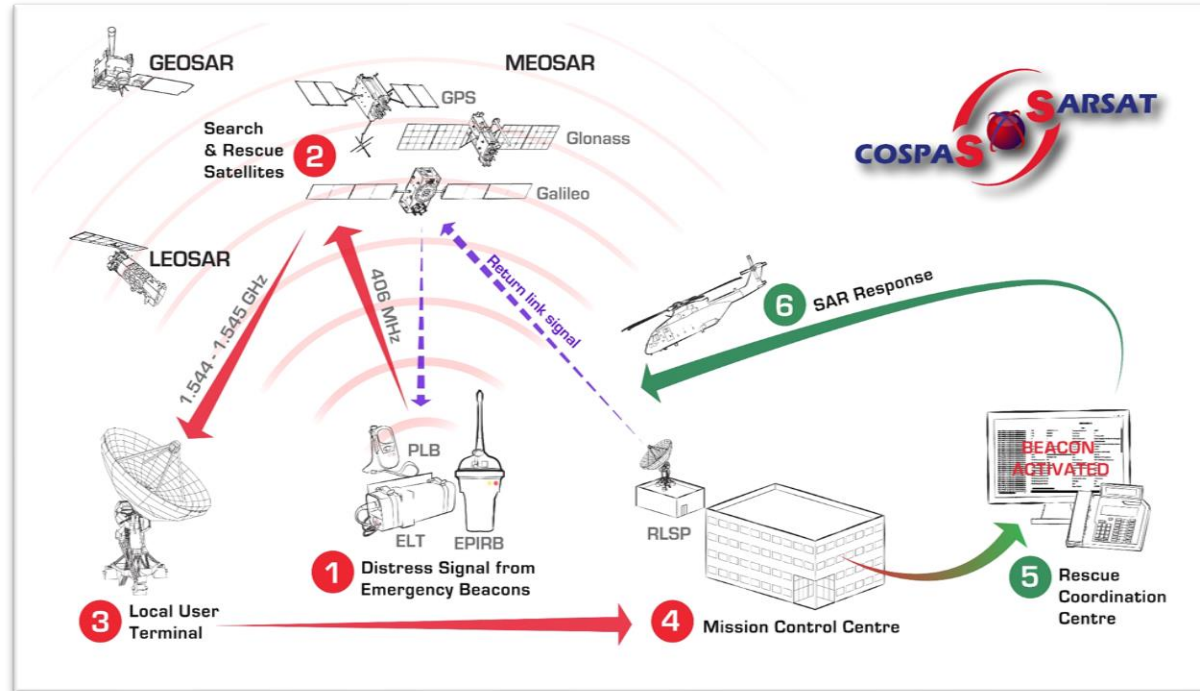 GEOSAR
MEOSAR
GPS
Search
& Rescue
Satellites
2
Glonass
Galileo
LEOSAR
COSPAS
SARSAT
1.544 - 1.545 GHz
406 MHz
Return link signal
6 SAR Response
PLB
ELT
EPIRB
RLSP
BEACON
ACTIVATED
1 Distress Signal from
Emergency Beacons
3 Local User
Terminal
4 Mission Control Centre
5 Rescue
Coordination
Centre